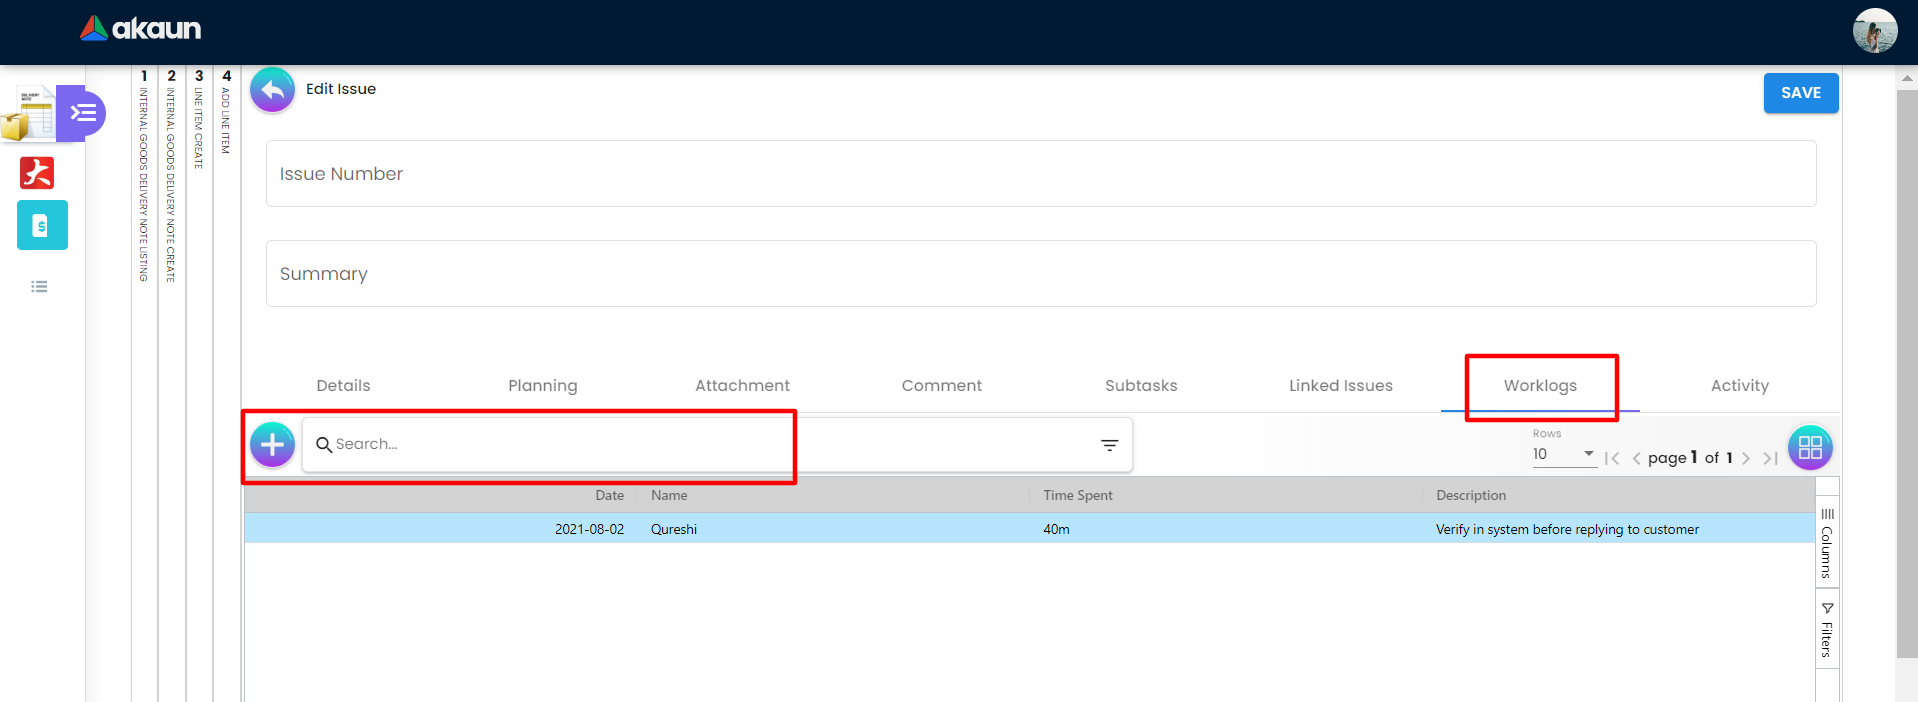 akaun
DELIVERY
NOTE
1 INTERNAL GOODS DELIVERY NOTE LISTING
2 INTERNAL GOODS DELIVERY NOTE CREATE
3 LINE ITEM CREATE
4 ADD LINE ITEM
Edit Issue
SAVE
Issue Number
Summary
Details Planning Attachment Comment Subtasks Linked Issues Worklogs Activity
Search...
Rows
10 page 1 of 1
Date Name Time Spent Description
2021-08-02 Qureshi 40m Verify in system before replying to customer
Columns
Filters